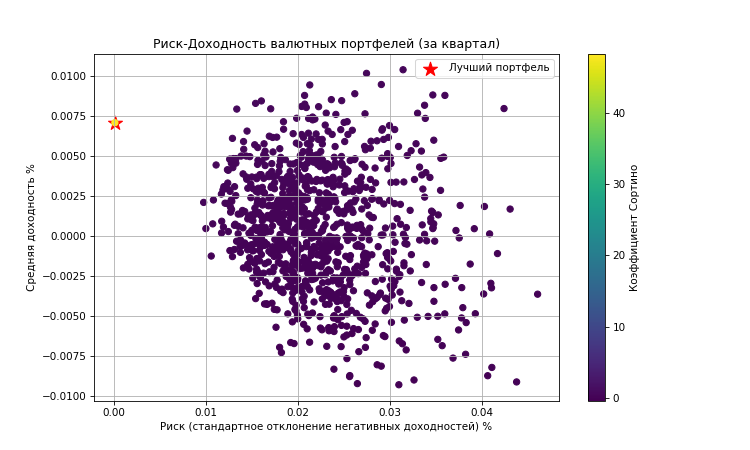 Риск-Доходность валютных портфелей (за квартал)
Лучший портфель
0.0100
0.0075
0.0050
0.0025
0.0000
−0.0025
−0.0050
−0.0075
−0.0100
Средняя доходность %
0.00 0.01 0.02 0.03 0.04
Риск (стандартное отклонение негативных доходностей) %
40
30
20
10
0
Коэффициент Сортино